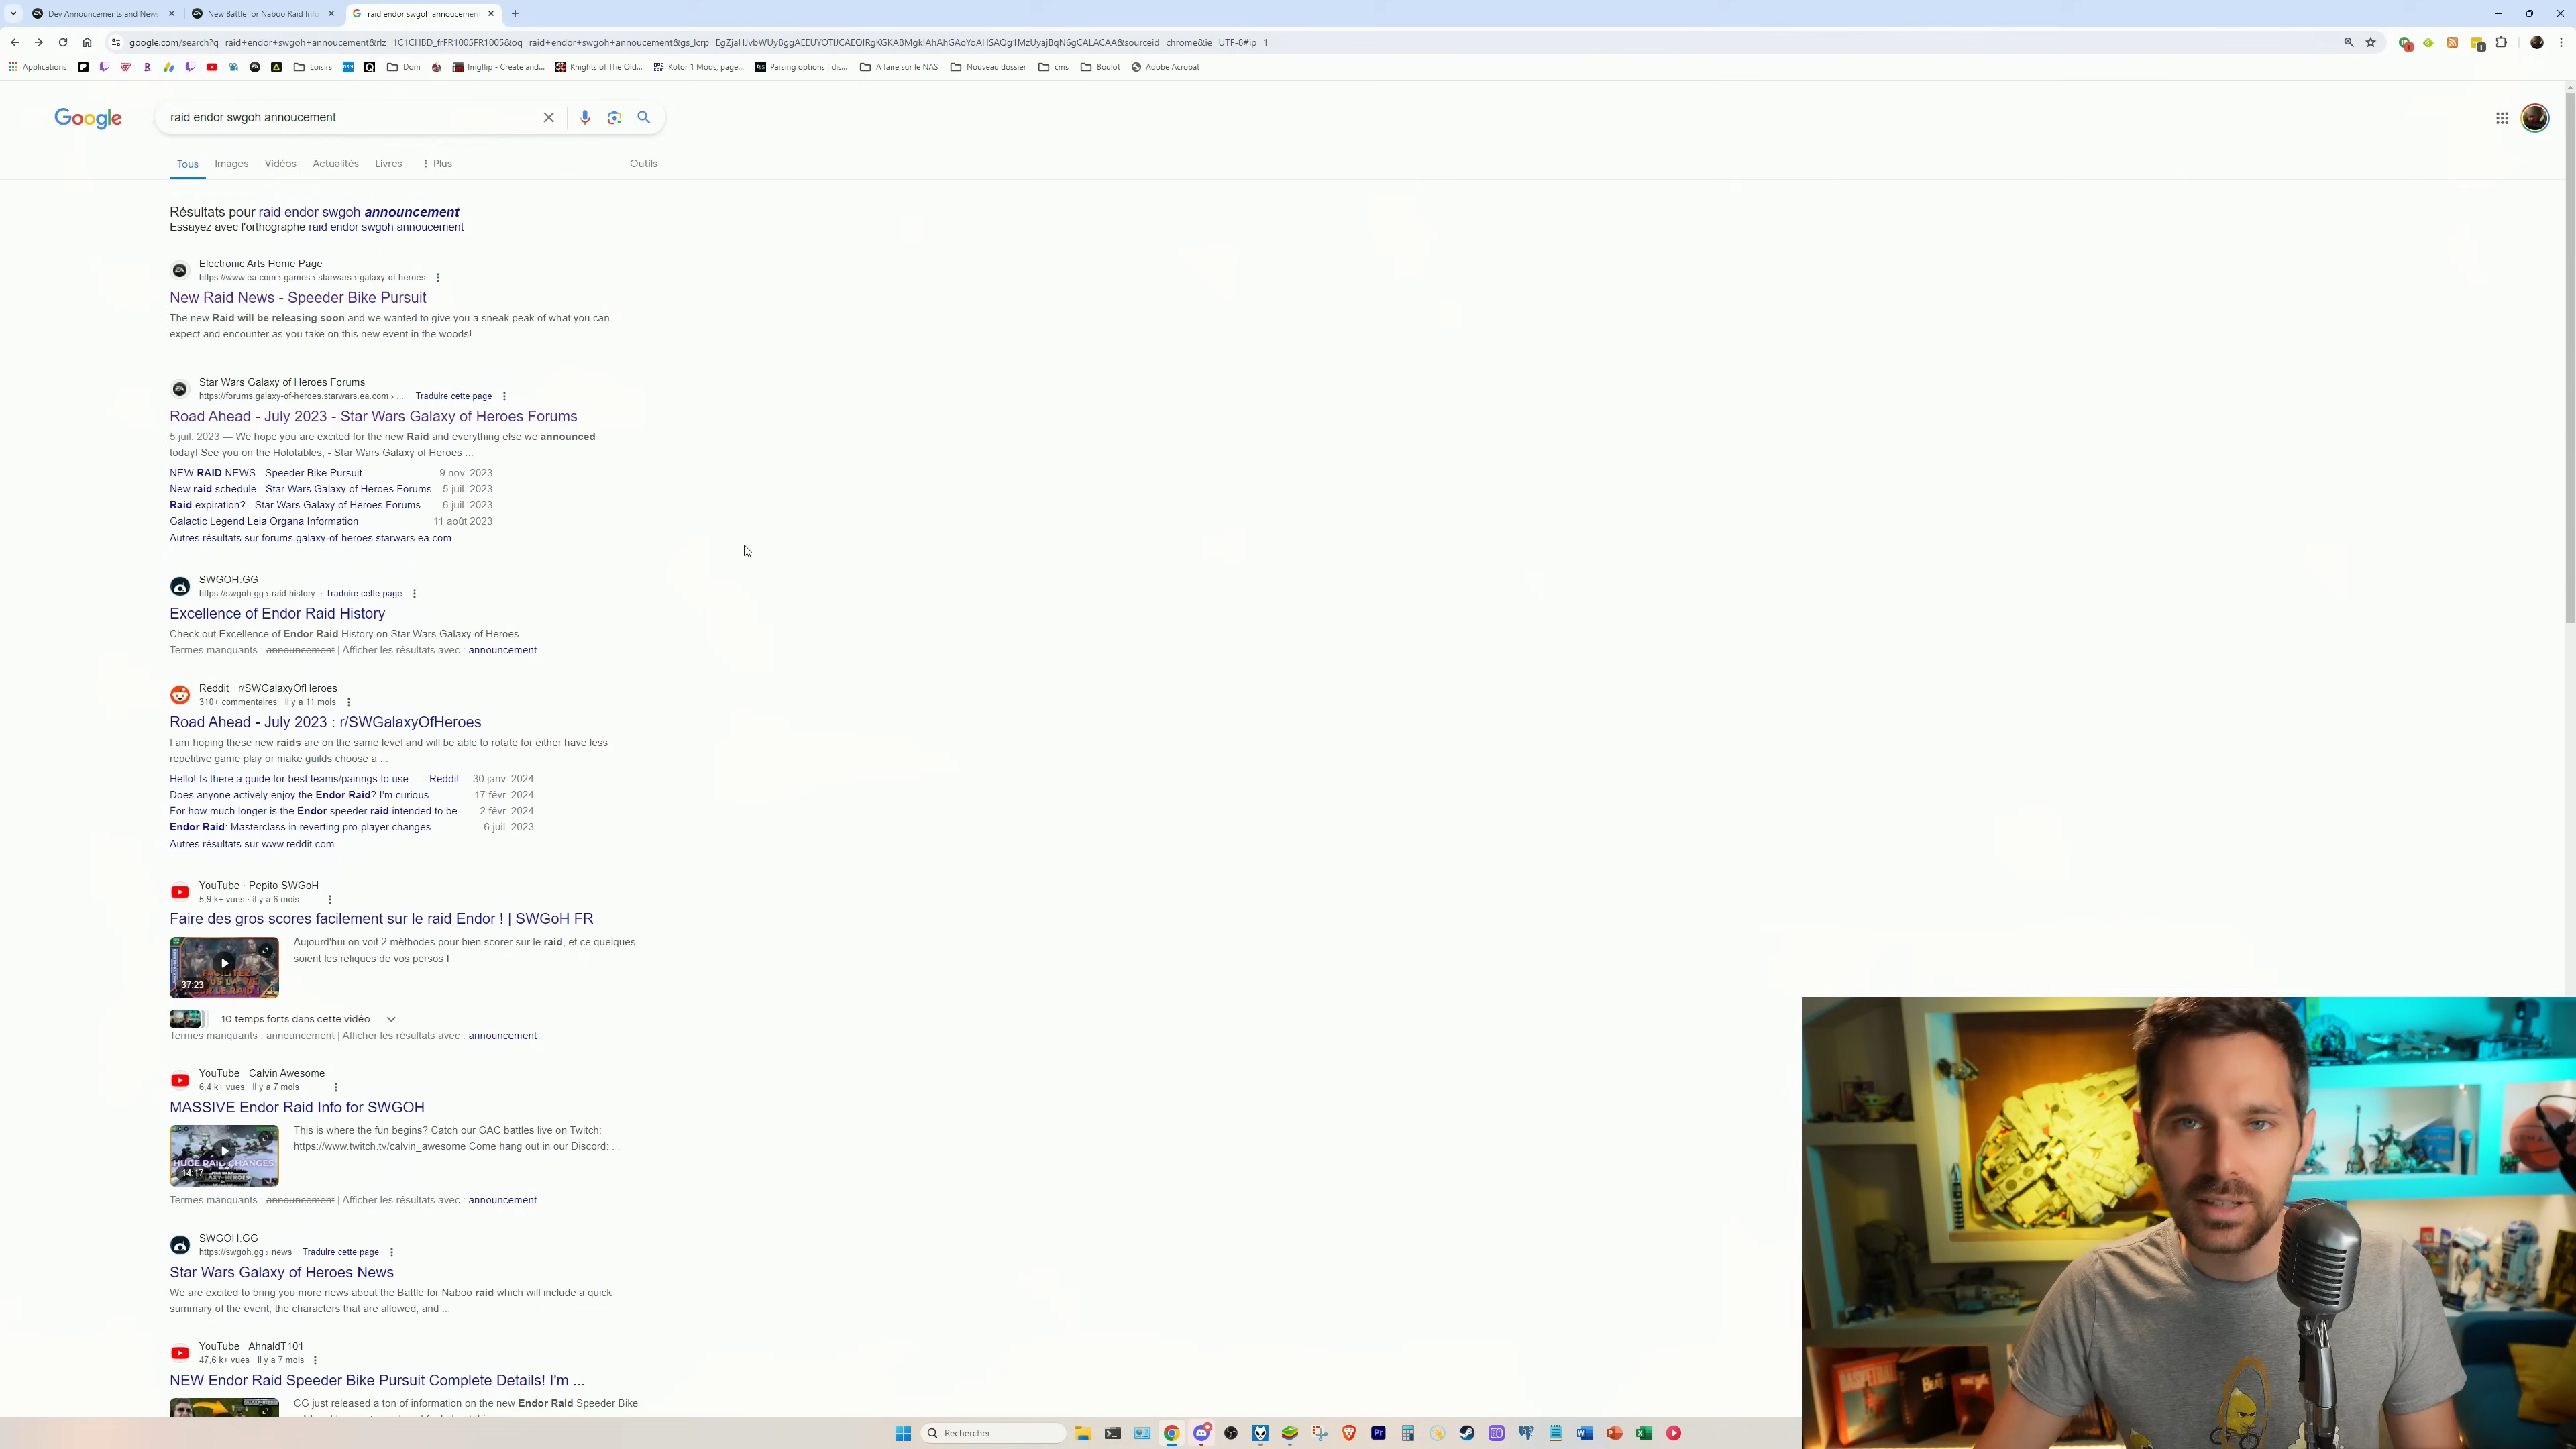 Dev Announcements and News
New Battle for Naboo Raid Info
raid endor swgoh annoucement
google.com/search?q=raid+endor+swgoh+annoucement&rlz=1C1CHBD_frFR1005FR1005&oq=raid+endor+swgoh+annoucement&gs_lcrp=EgZjaHJvbWUyBggAEEUYOTIJCAEQIRgKGKABMgkIAhAhGAoYoAHSAQg1MzUyajBqN6gCALACAA&sourceid=chrome&ie=UTF-8#ip=1
Applications
Loisirs
Dom
Imgflip - Create and...
Knights of The Old...
Kotor 1 Mods, page...
Parsing options | dis...
A faire sur le NAS
Nouveau dossier
cms
Boulot
Adobe Acrobat
Google
raid endor swgoh annoucement
Tous Images Vidéos Actualités Livres Plus Outils
Résultats pour raid endor swgoh announcement
Essayez avec l'orthographe raid endor swgoh annoucement
Electronic Arts Home Page
https://www.ea.com › games › starwars › galaxy-of-heroes
New Raid News - Speeder Bike Pursuit
The new Raid will be releasing soon and we wanted to give you a sneak peak of what you can
expect and encounter as you take on this new event in the woods!
Star Wars Galaxy of Heroes Forums
https://forums.galaxy-of-heroes.starwars.ea.com › ... · Traduire cette page
Road Ahead - July 2023 - Star Wars Galaxy of Heroes Forums
5 juil. 2023 — We hope you are excited for the new Raid and everything else we announced
today! See you on the Holotables, - Star Wars Galaxy of Heroes ...
NEW RAID NEWS - Speeder Bike Pursuit 9 nov. 2023
New raid schedule - Star Wars Galaxy of Heroes Forums 5 juil. 2023
Raid expiration? - Star Wars Galaxy of Heroes Forums 6 juil. 2023
Galactic Legend Leia Organa Information 11 août 2023
Autres résultats sur forums.galaxy-of-heroes.starwars.ea.com
SWGOH.GG
https://swgoh.gg › raid-history · Traduire cette page
Excellence of Endor Raid History
Check out Excellence of Endor Raid History on Star Wars Galaxy of Heroes.
Termes manquants : announcement | Afficher les résultats avec : announcement
Reddit · r/SWGalaxyOfHeroes
310+ commentaires · il y a 11 mois
Road Ahead - July 2023 : r/SWGalaxyOfHeroes
I am hoping these new raids are on the same level and will be able to rotate for either have less
repetitive game play or make guilds choose a ...
Hello! Is there a guide for best teams/pairings to use ... - Reddit 30 janv. 2024
Does anyone actively enjoy the Endor Raid? I'm curious. 17 févr. 2024
For how much longer is the Endor speeder raid intended to be ... 2 févr. 2024
Endor Raid: Masterclass in reverting pro-player changes 6 juil. 2023
Autres résultats sur www.reddit.com
YouTube · Pepito SWGoH
5,9 k+ vues · il y a 6 mois
Faire des gros scores facilement sur le raid Endor ! | SWGoH FR
Aujourd'hui on voit 2 méthodes pour bien scorer sur le raid, et ce quelques
soient les reliques de vos persos !
37:23
10 temps forts dans cette vidéo
Termes manquants : announcement | Afficher les résultats avec : announcement
YouTube · Calvin Awesome
6,4 k+ vues · il y a 7 mois
MASSIVE Endor Raid Info for SWGOH
This is where the fun begins? Catch our GAC battles live on Twitch:
https://www.twitch.tv/calvin_awesome Come hang out in our Discord: ...
HUGE RAID CHANGES
14:17
Termes manquants : announcement | Afficher les résultats avec : announcement
SWGOH.GG
https://swgoh.gg › news · Traduire cette page
Star Wars Galaxy of Heroes News
We are excited to bring you more news about the Battle for Naboo raid which will include a quick
summary of the event, the characters that are allowed, and ...
YouTube · AhnaldT101
47,6 k+ vues · il y a 7 mois
NEW Endor Raid Speeder Bike Pursuit Complete Details! I'm ...
CG just released a ton of information on the new Endor Raid Speeder Bike
Rechercher